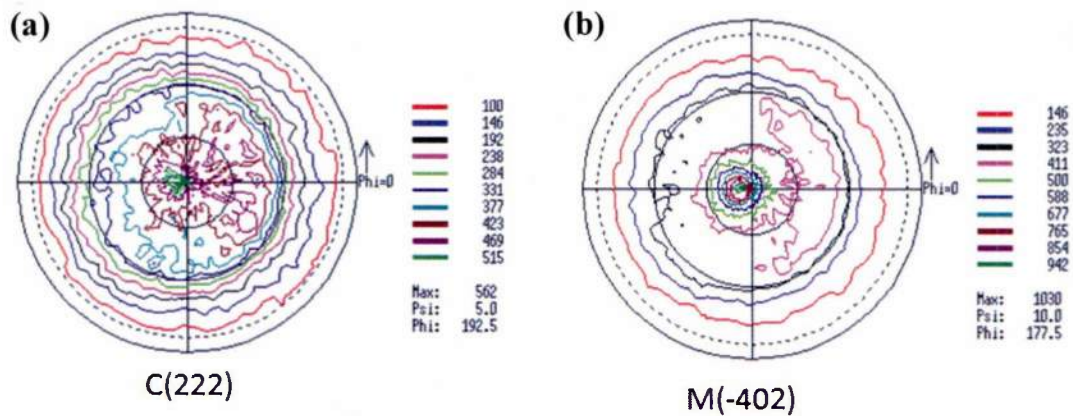 (a)
Phi=0
100
146
192
238
284
331
377
423
469
515
Max: 562
Psi: 5.0
Phi: 192.5
C(222)
(b)
Phi=0
146
235
323
411
500
588
677
765
854
942
Max: 1030
Psi: 10.0
Phi: 177.5
M(-402)